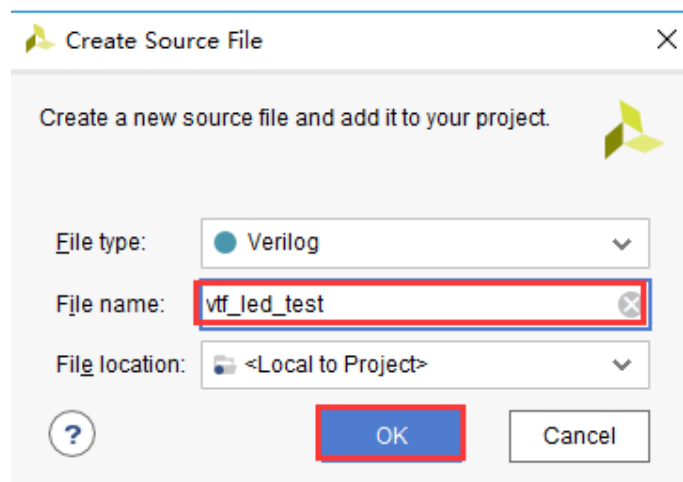 Create Source File
Create a new source file and add it to your project.
File type: Verilog
File name: vtf_led_test
File location: <Local to Project>
? OK Cancel